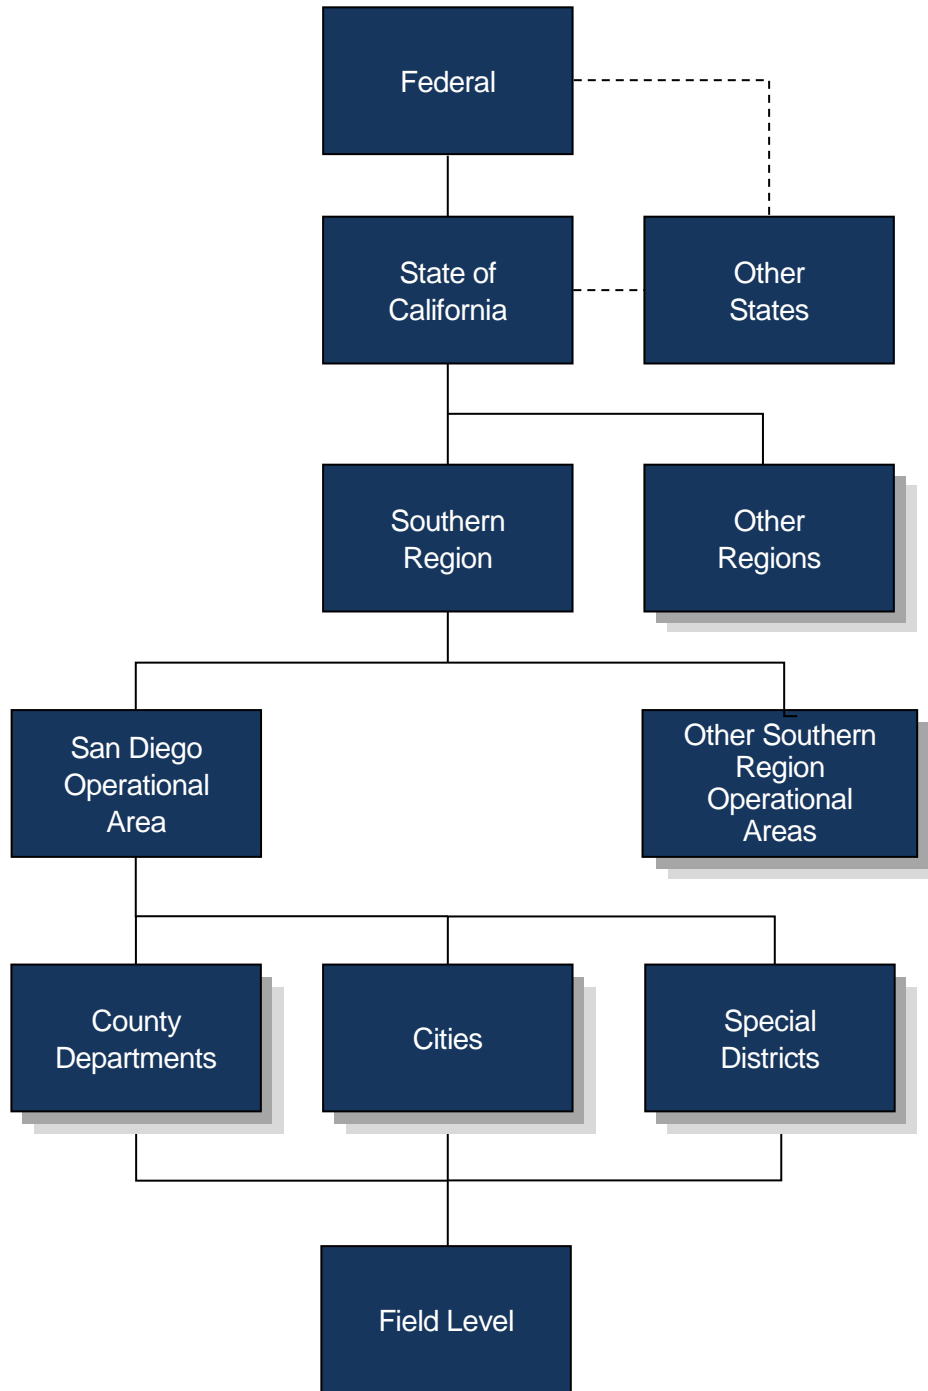 Federal
State of
California
Other
States
Southern
Region
Other
Regions
San Diego
Operational
Area
Other Southern
Region
Operational
Areas
County
Departments
Cities
Special
Districts
Field Level